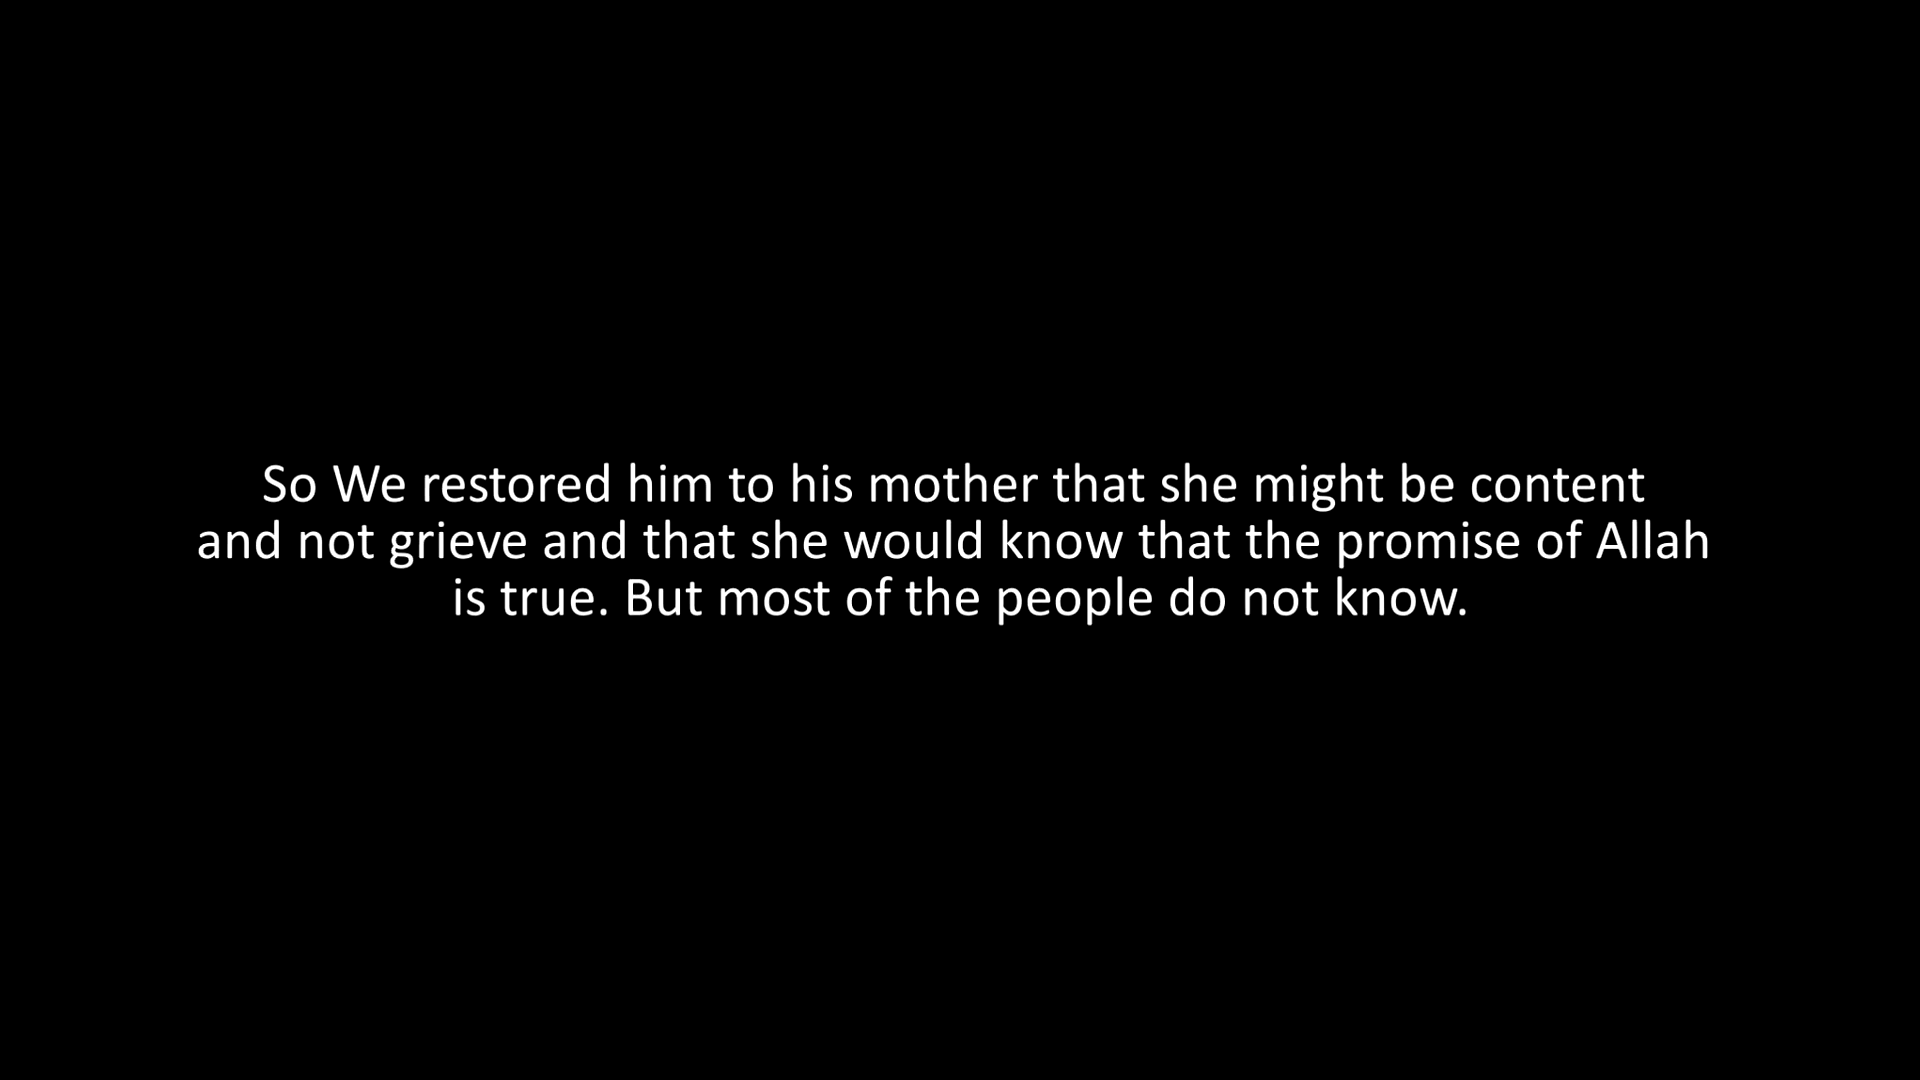 So We restored him to his mother that she might be content
and not grieve and that she would know that the promise of Allah
is true. But most of the people do not know.